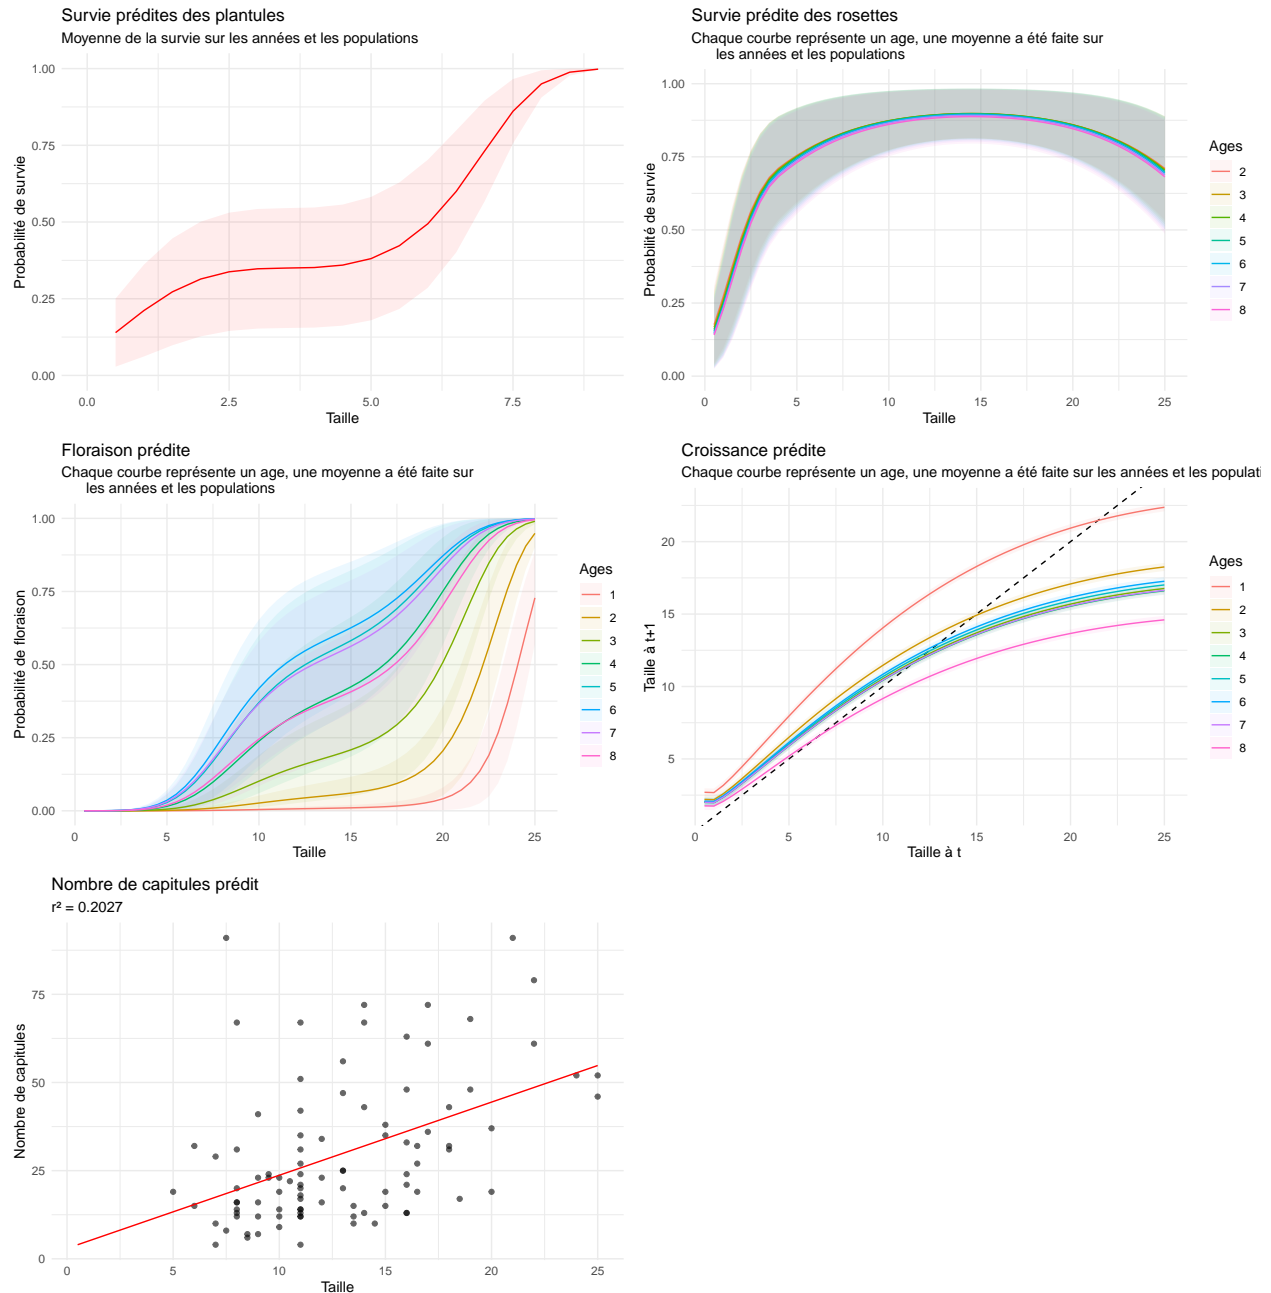 Survie prédites des plantules
Moyenne de la survie sur les années et les populations
Probabilité de survie
1.00
0.75
0.50
0.25
0.00
0.0
2.5
5.0
7.5
Taille
Survie prédite des rosettes
Chaque courbe représente un age, une moyenne a été faite sur
les années et les populations
Probabilité de survie
1.00
0.75
0.50
0.25
0.00
0
5
10
15
20
25
Taille
Ages
2
3
4
5
6
7
8
Floraison prédite
Chaque courbe représente un age, une moyenne a été faite sur
les années et les populations
Probabilité de floraison
1.00
0.75
0.50
0.25
0.00
0
5
10
15
20
25
Taille
Ages
1
2
3
4
5
6
7
8
Croissance prédite
Chaque courbe représente un age, une moyenne a été faite sur les années et les populati
Taille à t+1
20
15
10
5
0
5
10
15
20
25
Taille à t
Ages
1
2
3
4
5
6
7
8
Nombre de capitules prédit
r² = 0.2027
Nombre de capitules
75
50
25
0
0
5
10
15
20
25
Taille